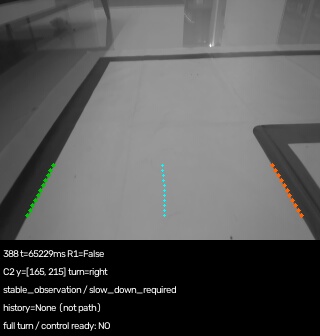 388 t=65229ms R1=False
C2 y=[165, 215] turn=right
stable_observation / slow_down_required
history=None (not path)
full turn / control ready: NO